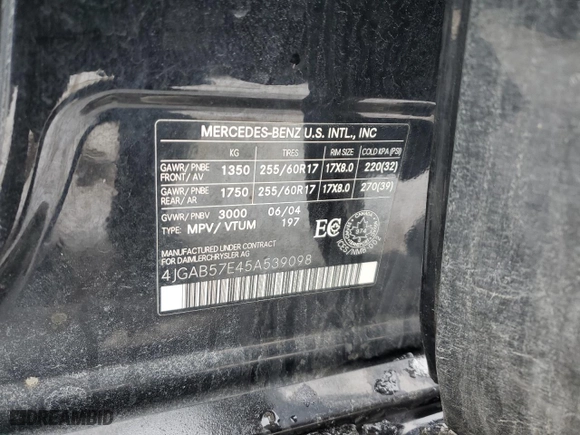 MERCEDES-BENZ U.S. INTL., INC
KG TIRES RIM SIZE COLD KPA (PSI)
GAWR/PNBE FRONT/ AV 1350 255/60R17 17X8.0 220(32)
GAWR/PNBE REAR/ AR 1750 255/60R17 17X8.0 270(39)
GVWR/PNBV 3000 06/04
TYPE: MPV/ VTUM 197
EC
CANADA
MANUFACTURED UNDER CONTRACT
FOR DAIMLERCHRYSLER AG
4JGAB57E45A539098
DREAMBID